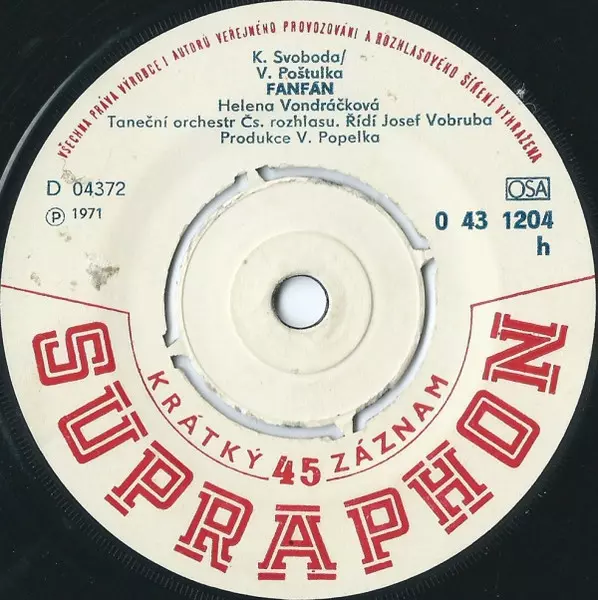 VŠECHNA PRÁVA VÝROBCE I AUTORŮ VEŘEJNÉHO PROVOZOVÁNÍ A ROZHLASOVÉHO ŠÍŘENÍ VYHRAŽENA
K. Svoboda/
V. Poštulka
FANFÁN
Helena Vondráčková
Taneční orchestr Čs. rozhlasu. Řídí Josef Vobruba
Produkce V. Popelka
D 04372
OSA
Ⓟ 1971
0 43 1204
h
KRÁTKÝ 45 ZÁZNAM
SUPRAPHON